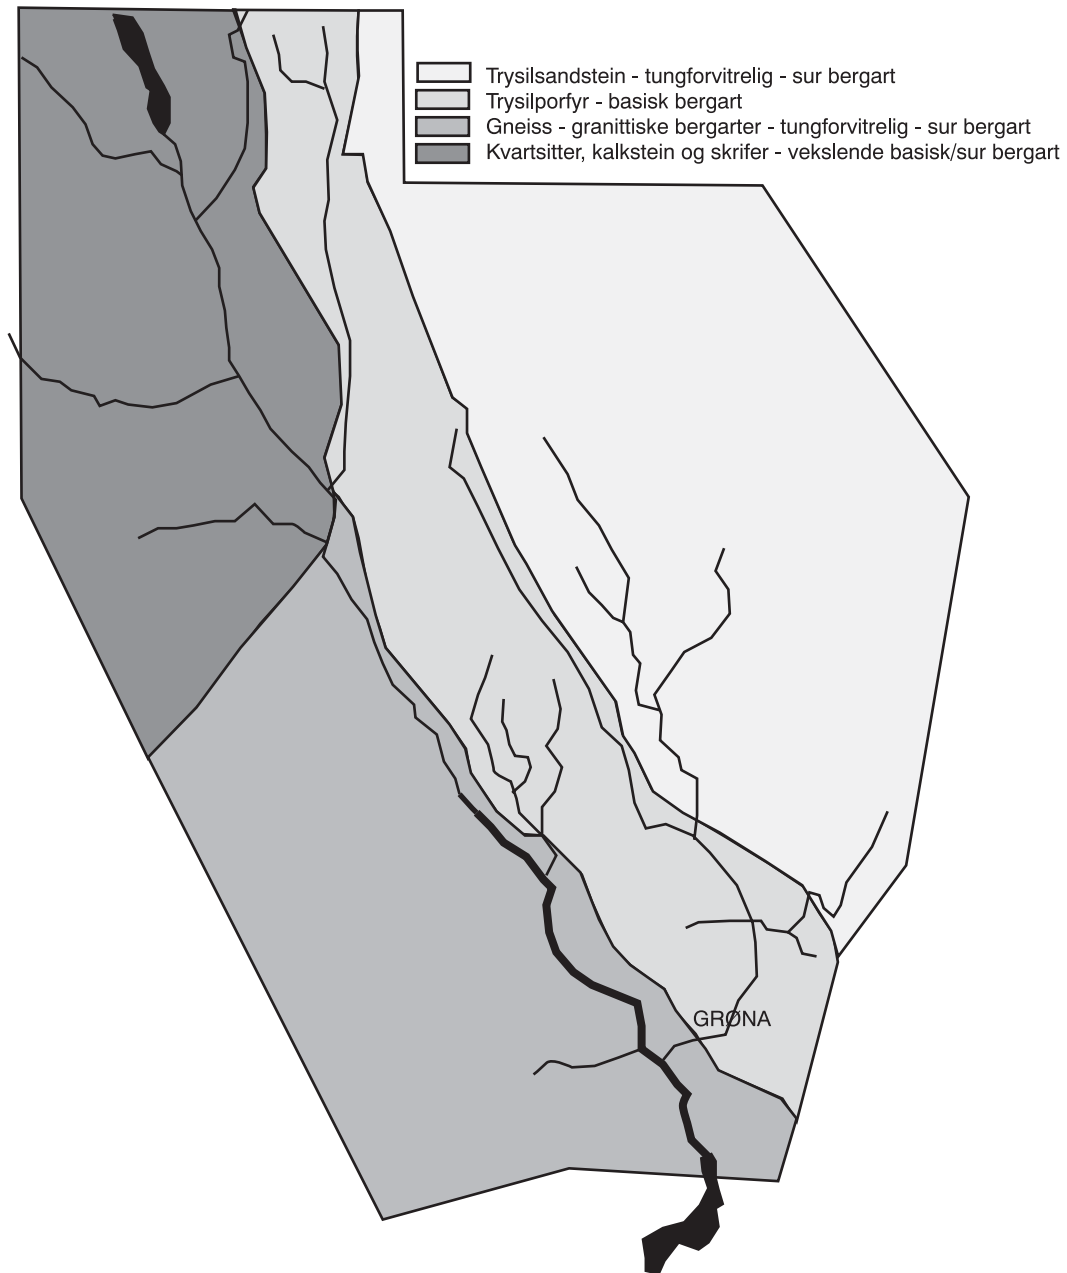 Trysilsandstein - tungforvitrelig - sur bergart
Trysilporfyr - basisk bergart
Gneiss - granittiske bergarter - tungforvitrelig - sur bergart
Kvartsitter, kalkstein og skrifer - vekslende basisk/sur bergart
GRØNA